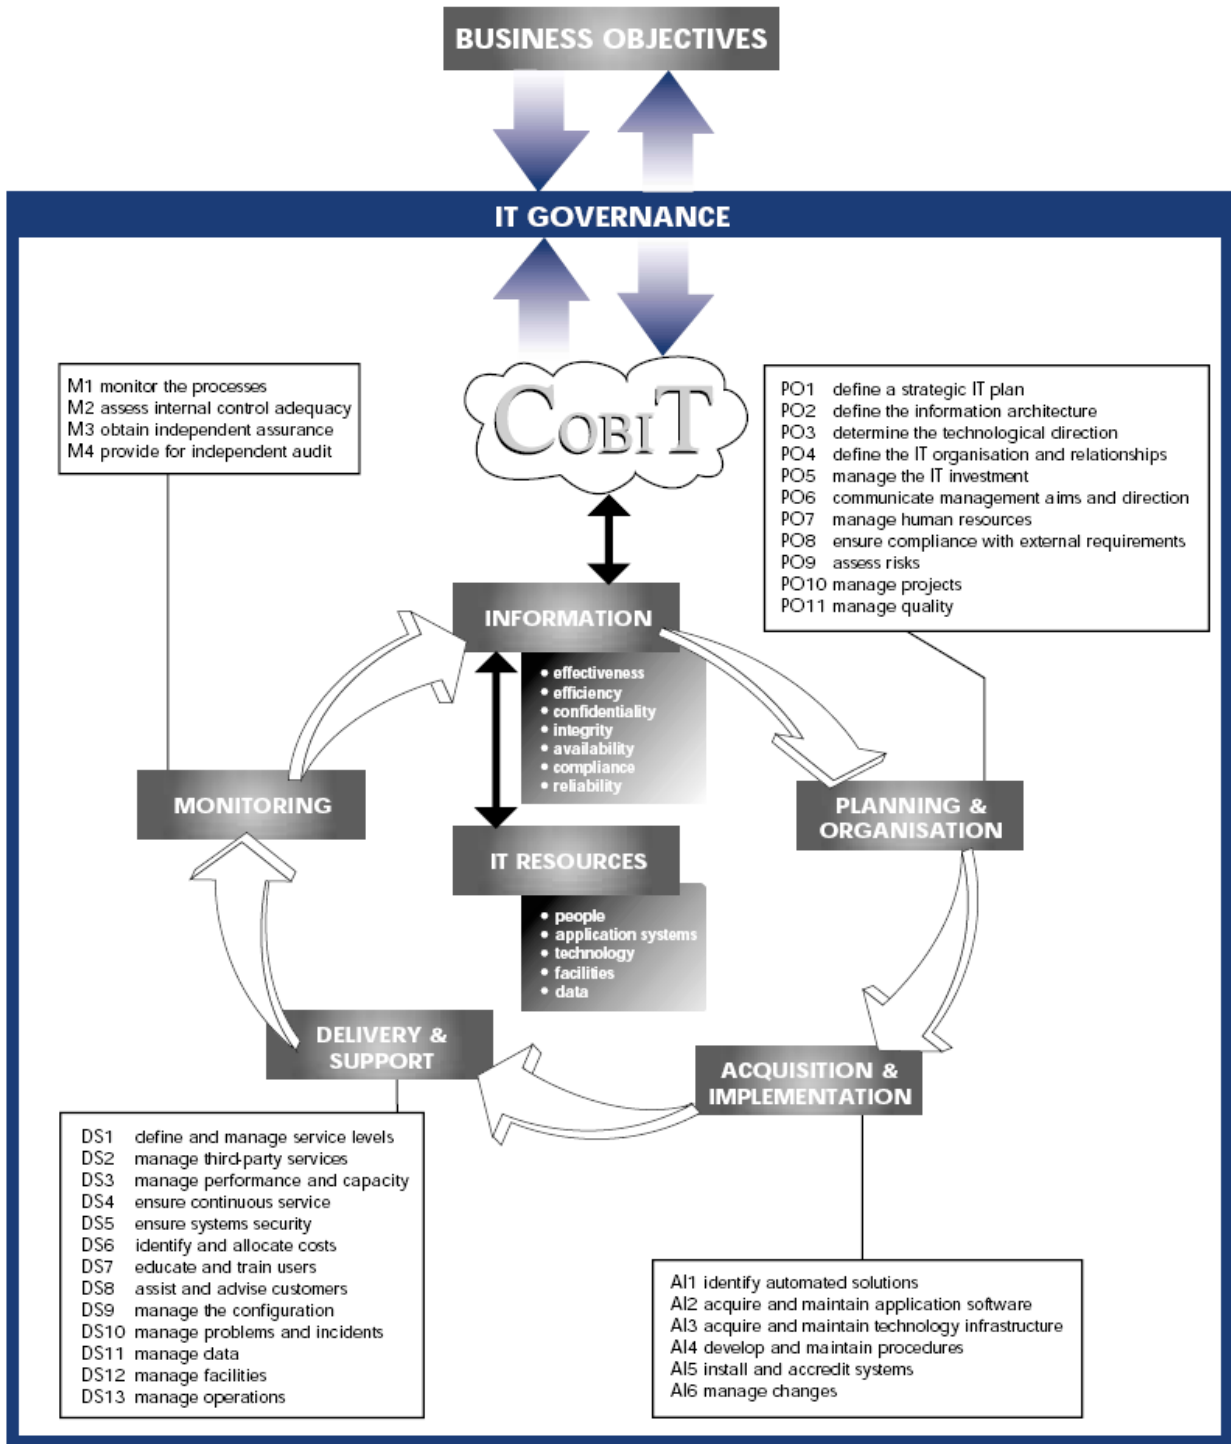 BUSINESS OBJECTIVES
IT GOVERNANCE
COBIT
M1 monitor the processes
M2 assess internal control adequacy
M3 obtain independent assurance
M4 provide for independent audit
PO1 define a strategic IT plan
PO2 define the information architecture
PO3 determine the technological direction
PO4 define the IT organisation and relationships
PO5 manage the IT investment
PO6 communicate management aims and direction
PO7 manage human resources
PO8 ensure compliance with external requirements
PO9 assess risks
PO10 manage projects
PO11 manage quality
INFORMATION
• effectiveness
• efficiency
• confidentiality
• integrity
• availability
• compliance
• reliability
MONITORING
PLANNING &
ORGANISATION
IT RESOURCES
• people
• application systems
• technology
• facilities
• data
DELIVERY &
SUPPORT
ACQUISITION &
IMPLEMENTATION
DS1 define and manage service levels
DS2 manage third-party services
DS3 manage performance and capacity
DS4 ensure continuous service
DS5 ensure systems security
DS6 identify and allocate costs
DS7 educate and train users
DS8 assist and advise customers
DS9 manage the configuration
DS10 manage problems and incidents
DS11 manage data
DS12 manage facilities
DS13 manage operations
AI1 identify automated solutions
AI2 acquire and maintain application software
AI3 acquire and maintain technology infrastructure
AI4 develop and maintain procedures
AI5 install and accredit systems
AI6 manage changes